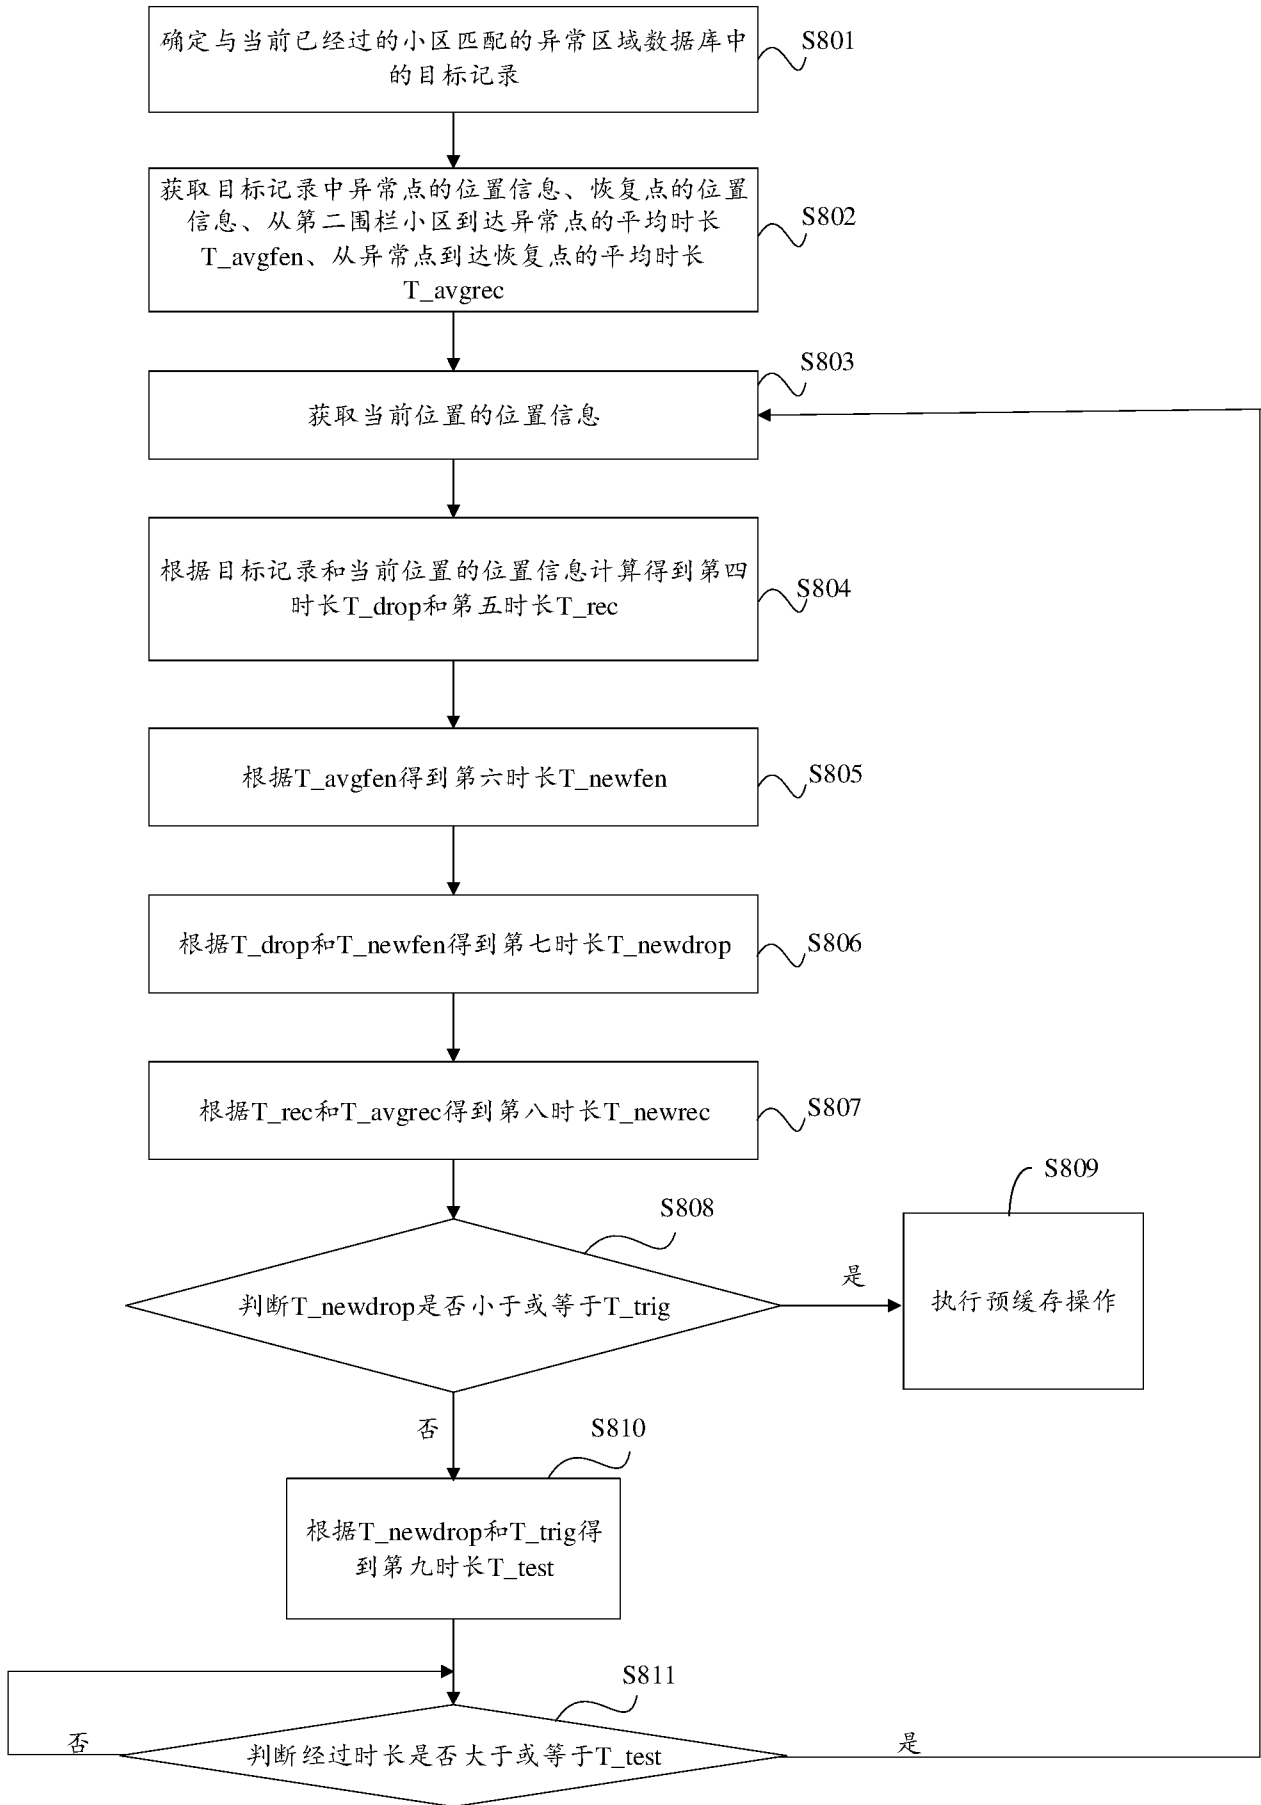 确定与当前已经过的小区匹配的异常区域数据库中
的目标记录
S801
获取目标记录中异常点的位置信息、恢复点的位置
信息、从第二围栏小区到达异常点的平均时长
T_avgfen、从异常点到达恢复点的平均时长
T_avgrec
S802
S803
获取当前位置的位置信息
根据目标记录和当前位置的位置信息计算得到第四
时长T_drop和第五时长T_rec
S804
根据T_avgfen得到第六时长T_newfen
S805
根据T_drop和T_newfen得到第七时长T_newdrop
S806
根据T_rec和T_avgrec得到第八时长T_newrec
S807
S808
S809
判断T_newdrop是否小于或等于T_trig
是
执行预缓存操作
否
S810
根据T_newdrop和T_trig得
到第九时长T_test
S811
否
判断经过时长是否大于或等于T_test
是